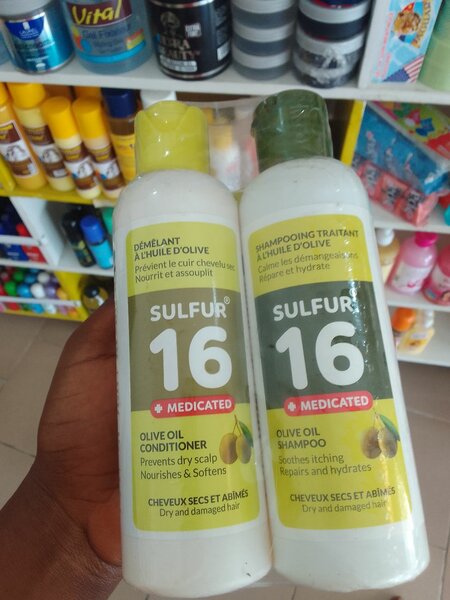 Vital
DÉMÊLANT
À L'HUILE D'OLIVE
Prévient le cuir chevelu sec
Nourrit et assouplit
SULFUR®
16
+ MEDICATED
OLIVE OIL
CONDITIONER
Prevents dry scalp
Nourishes & Softens
CHEVEUX SECS ET ABÎMÉS
Dry and damaged hair
SHAMPOOING TRAITANT
À L'HUILE D'OLIVE
Calme les démangeaisons
Répare et hydrate
SULFUR®
16
+ MEDICATED
OLIVE OIL
SHAMPOO
Soothes itching
Repairs and hydrates
CHEVEUX SECS ET ABÎMÉS
Dry and damaged hair